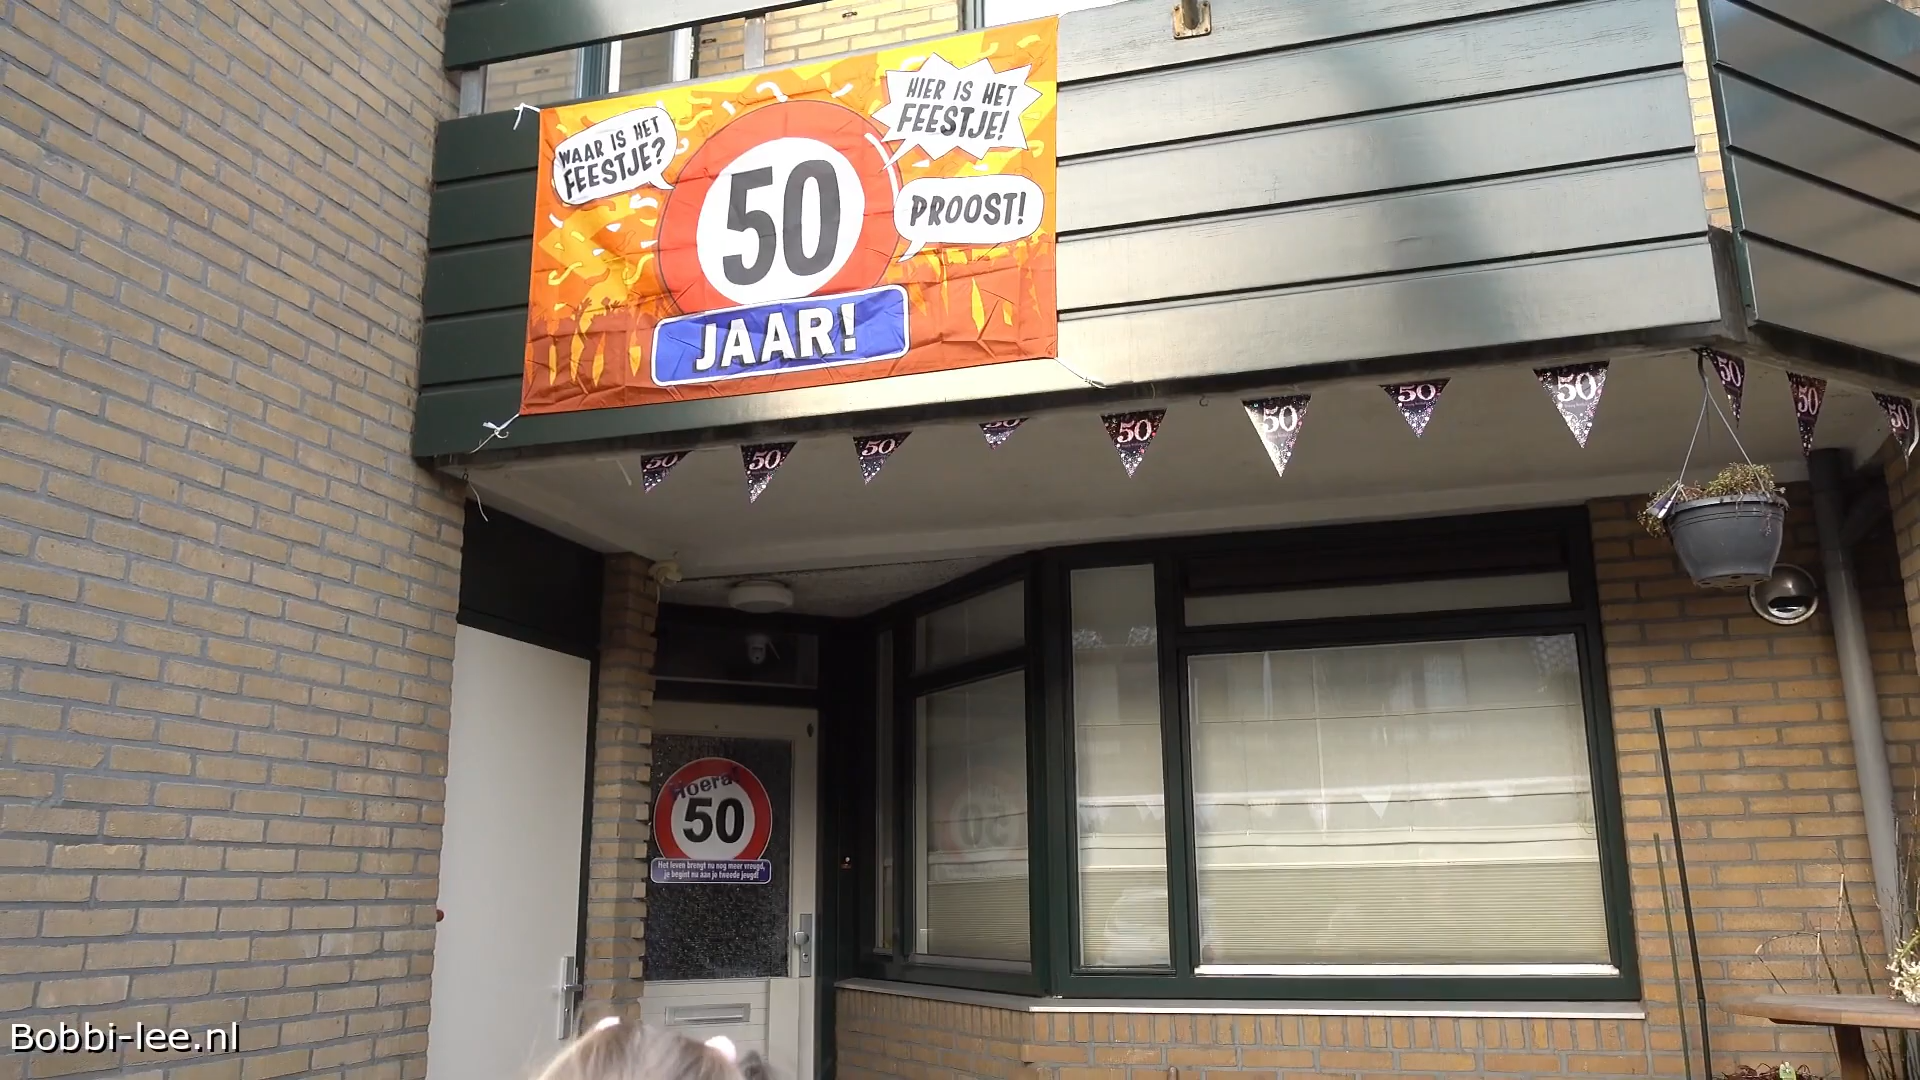 WAAR IS HET
FEESTJE?
HIER IS HET
FEESTJE!
PROOST!
50
JAAR!
50
50
50
50
50
50
50
50
50
50
50
Hoera!
50
Het leven brengt nu nog meer vreugd,
je begint nu aan je tweede jeugd!
Bobbi-lee.nl